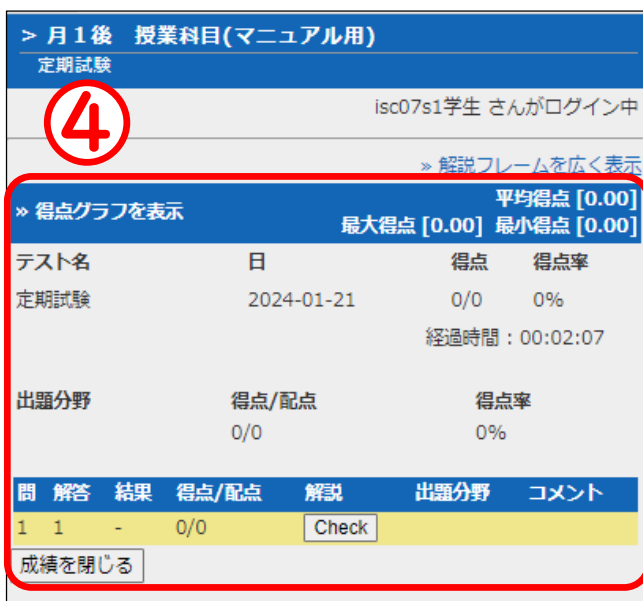 > 月1後 授業科目(マニュアル用)
定期試験
④
isc07s1学生 さんがログイン中
» 解説フレームを広く表示
» 得点グラフを表示 平均得点 [0.00]
最大得点 [0.00] 最小得点 [0.00]
テスト名 日 得点 得点率
定期試験 2024-01-21 0/0 0%
経過時間：00:02:07
出題分野 得点/配点 得点率
0/0 0%
問 解答 結果 得点/配点 解説 出題分野 コメント
1 1 - 0/0 Check
成績を閉じる